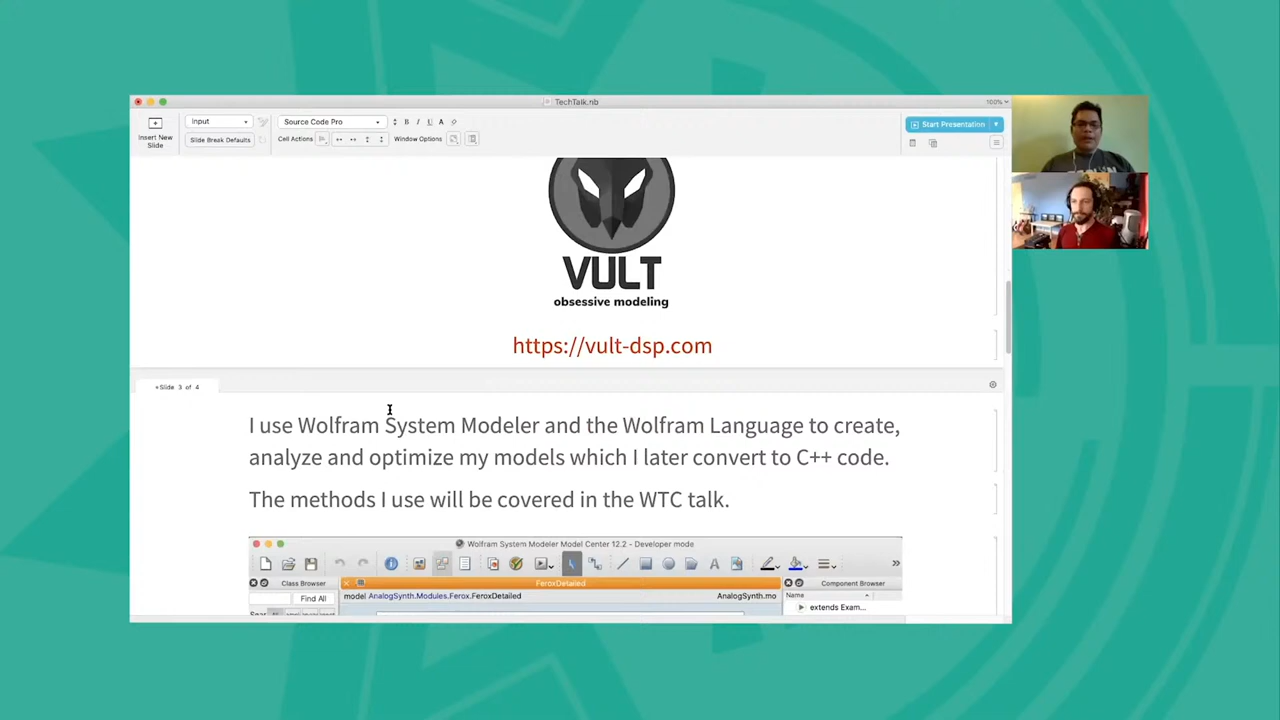 TechTalk.nb
100%
Input
Source Code Pro
B I U A
Start Presentation
Insert New
Slide
Slide Break Defaults
Cell Actions
Window Options
VULT
obsessive modeling
https://vult-dsp.com
Slide 3 of 4
I use Wolfram System Modeler and the Wolfram Language to create,
analyze and optimize my models which I later convert to C++ code.
The methods I use will be covered in the WTC talk.
Wolfram System Modeler Model Center 12.2 - Developer mode
Class Browser
FeroxDetailed
Component Browser
Find All
model AnalogSynth.Modules.Ferox.FeroxDetailed
AnalogSynth.mo
Name
extends Exam...